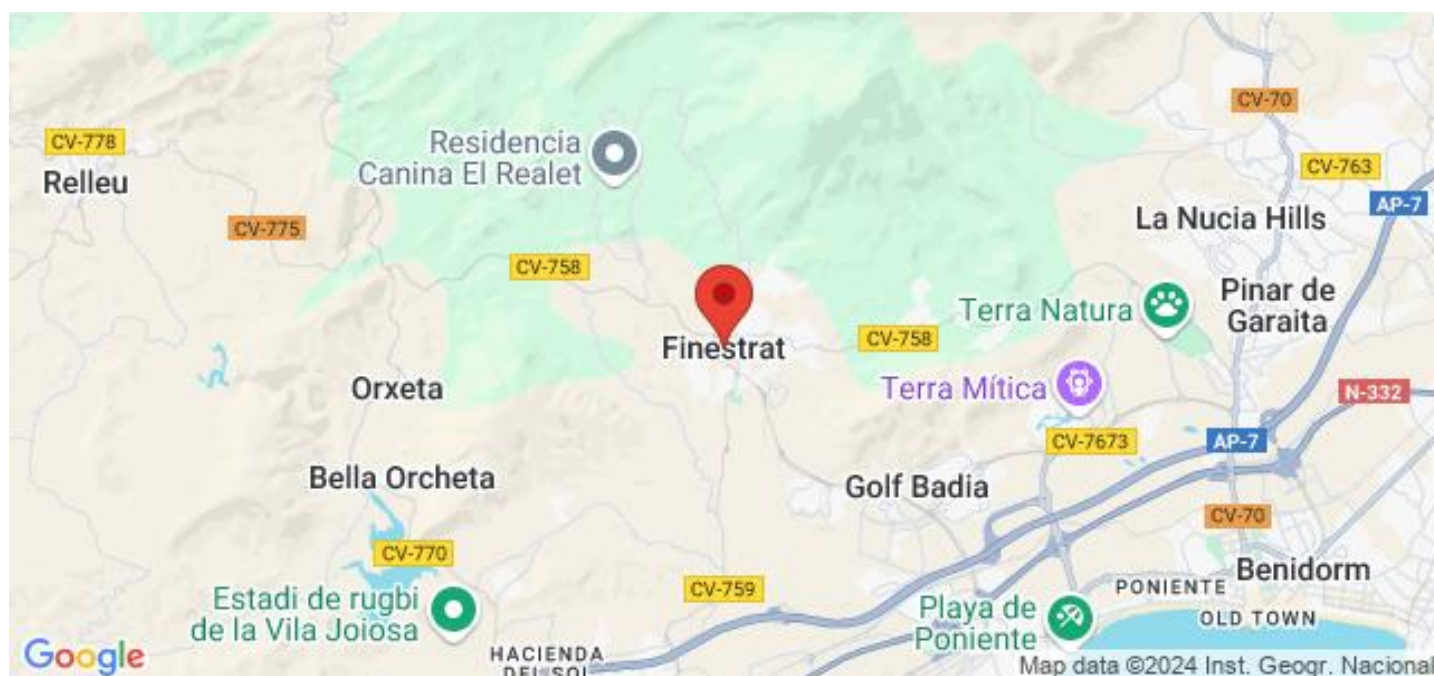 CV-70
CV-778
Relleu
Residencia
Canina El Realet
CV-763
AP-7
La Nucia Hills
CV-775
CV-758
Terra Natura
Pinar de
Garaita
Finestrat
CV-758
Orxeta
Terra Mítica
N-332
CV-7673
AP-7
Bella Orcheta
Golf Badia
CV-70
CV-770
Benidorm
CV-759
PONIENTE
Estadi de rugbi
de la Vila Joiosa
Playa de
Poniente
OLD TOWN
HACIENDA
DEL SOL
Google
Map data ©2024 Inst. Geogr. Nacional